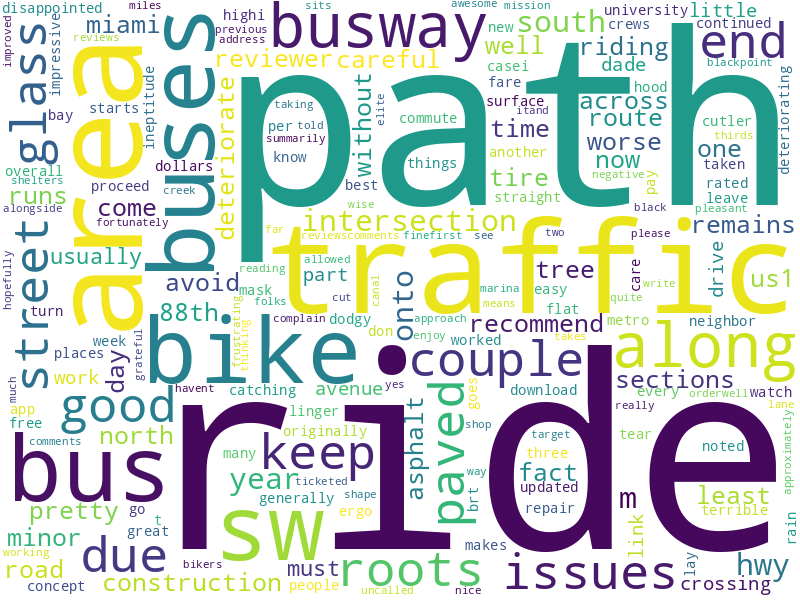 disappointed miles sits awesome mission
improved reviews impressive miami highi previous address
busway south new university little continued crews
end well riding reviewer careful casei dade blackpoint
glass area buses path
ineptitude deteriorate without taking elite told per summarily know
commute things another fare surface itand time
across route hood cutler worse now one thirds deteriorating
bay starts dollars overall shelters proceed creek
runs alongside come fortunately
best wise straight tire negative pay taken rated leave
black pleasant please remains
street usually far intersection reviewscomments finefirst see two
traffic
hopefully turn avoid reading mask folks allowed part cut canal
onto marina means easy flat tree care quite write drive us1
88th frustrating thinking complain dodgy don approach enjoy worked takes
recommend metro neighbor
day week places grateful work bike
couple along
much app free good havent catching yes avenue
linger originally paved goes download shop
sections every orderwell watch really lane
comments north many keep asphalt target three tear noted
bus ride
year generally ticketed shape ergo way brt updated repair fact
approximately
pretty go t great sw m least terrible
minor working due bikers must people
link lay rain
road concept construction roots uncalled makes nice issues crossing hwy